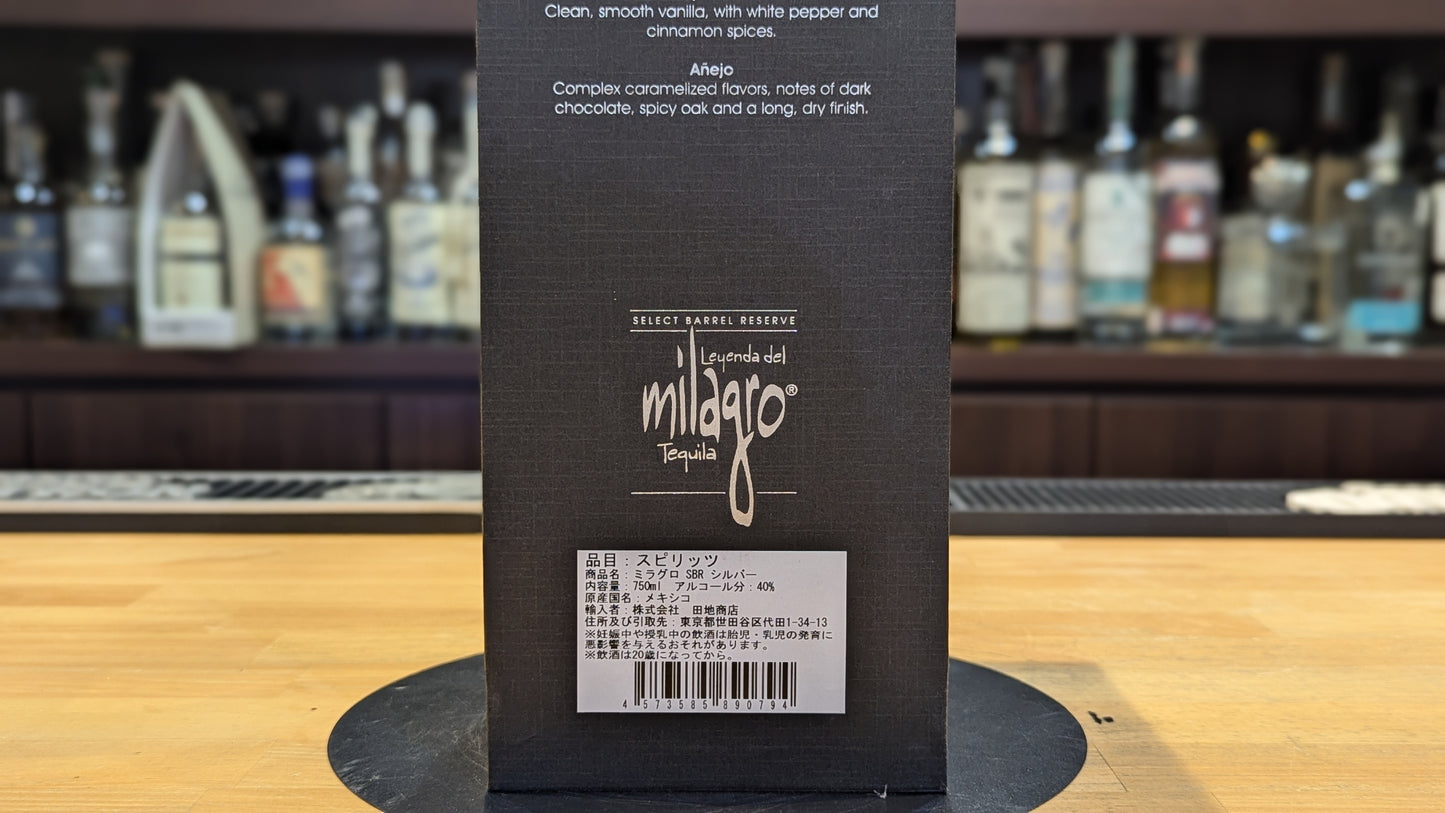 Clean, smooth vanilla, with white pepper and
cinnamon spices.
Añejo
Complex caramelized flavors, notes of dark
chocolate, spicy oak and a long, dry finish.
SELECT BARREL RESERVE
Leyenda del
milagro®
Tequila
品目：スピリッツ
商品名：ミラグロ SBR シルバー
内容量：750ml　アルコール分：40%
原産国名：メキシコ
輸入者：株式会社　田地商店
住所及び引取先：東京都世田谷区代田1-34-13
※妊娠中や授乳中の飲酒は胎児・乳児の発育に
悪影響を与えるおそれがあります。
※飲酒は20歳になってから。
4 573585 890794